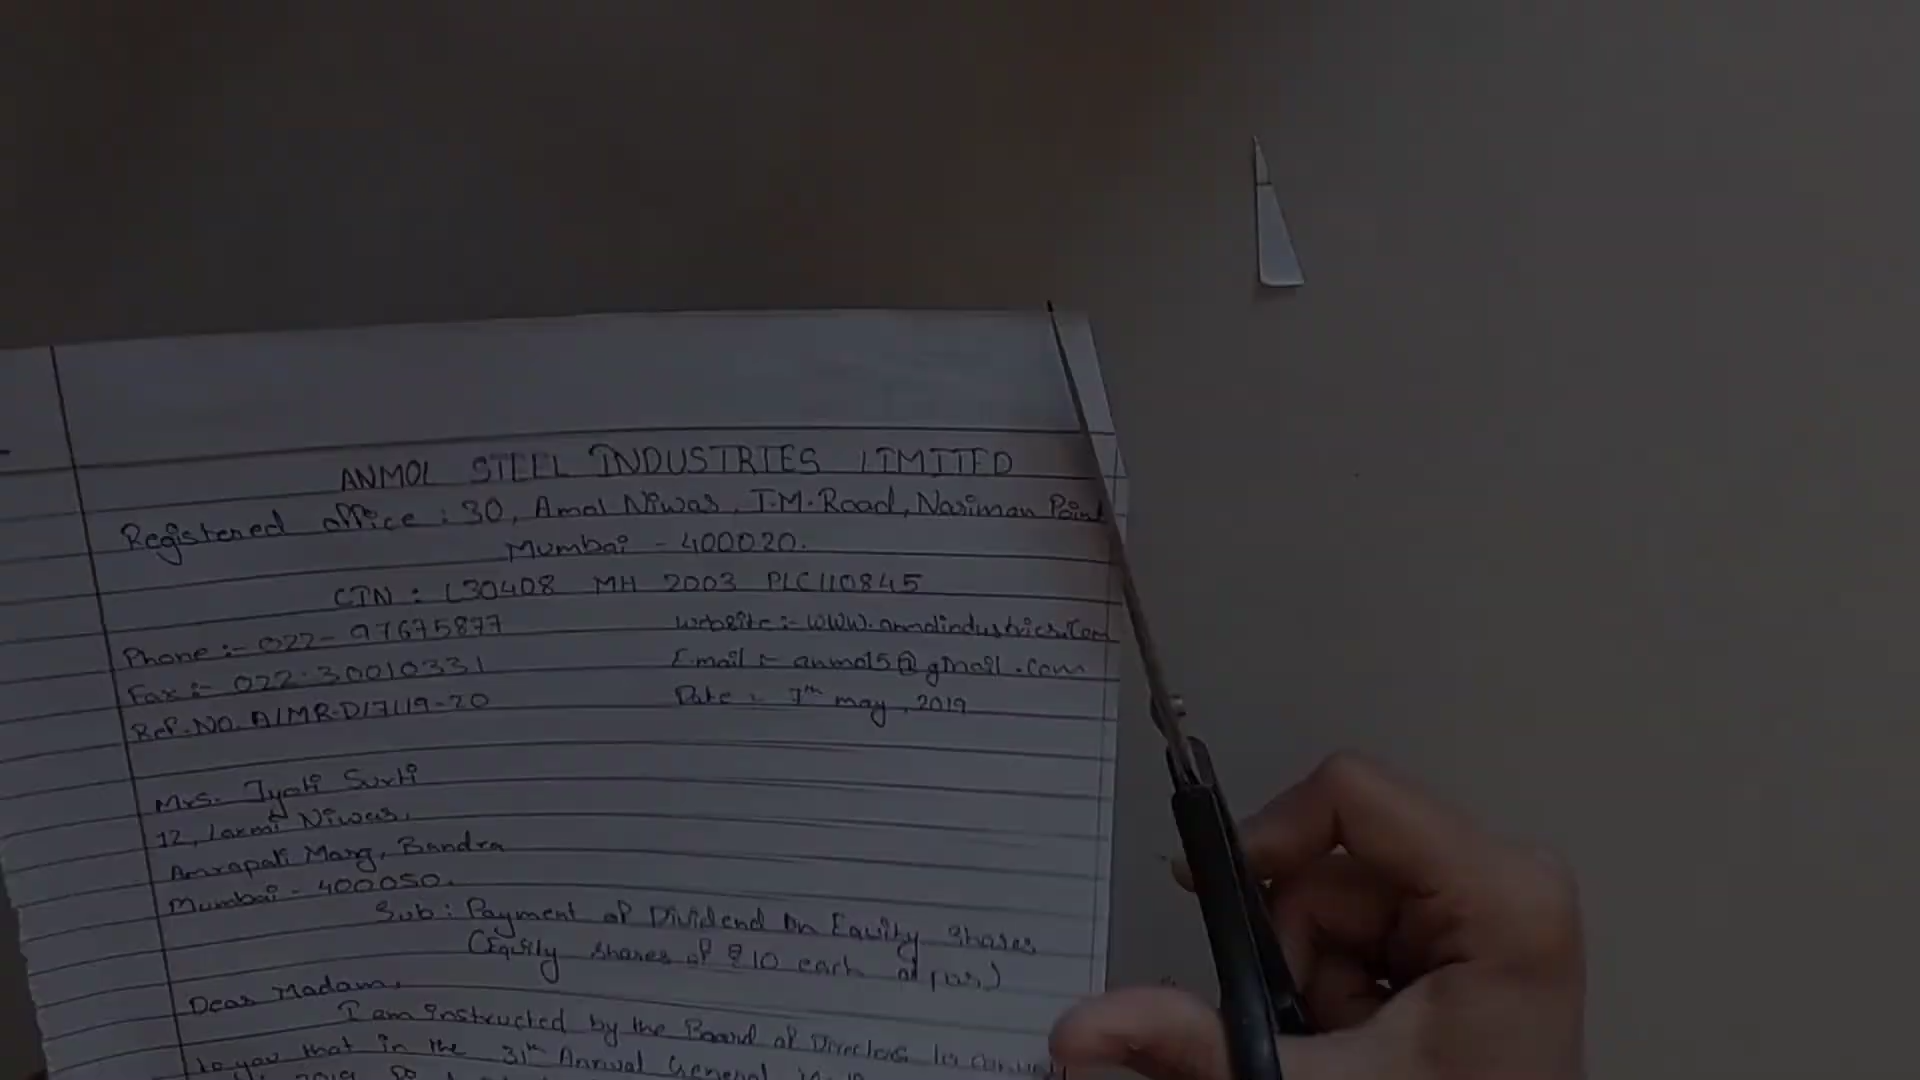 ANMOL STEEL INDUSTRIES LIMITED
Registered office : 30, Amol Niwas, T.M. Road, Nariman Point
Mumbai - 400020.
CIN : L30408 MH 2003 PLC110845
Phone :- 022- 97675877
website :- www.anmolindustries.com
Fax :- 022-30010331
Email :- anmol5@gmail.com
Ref. No. A/MR-D/7/19-20
Date :- 7th may, 2019
Mrs. Jyoti Surti
12, Laxmi Niwas,
Amrapali Marg, Bandra
Mumbai - 400050.
Sub : Payment of Dividend on Equity Shares
(Equity shares of ₹10 each at par)
Dear Madam,
I am instructed by the Board of Directors to
to you that in the 31th Annual General
2019